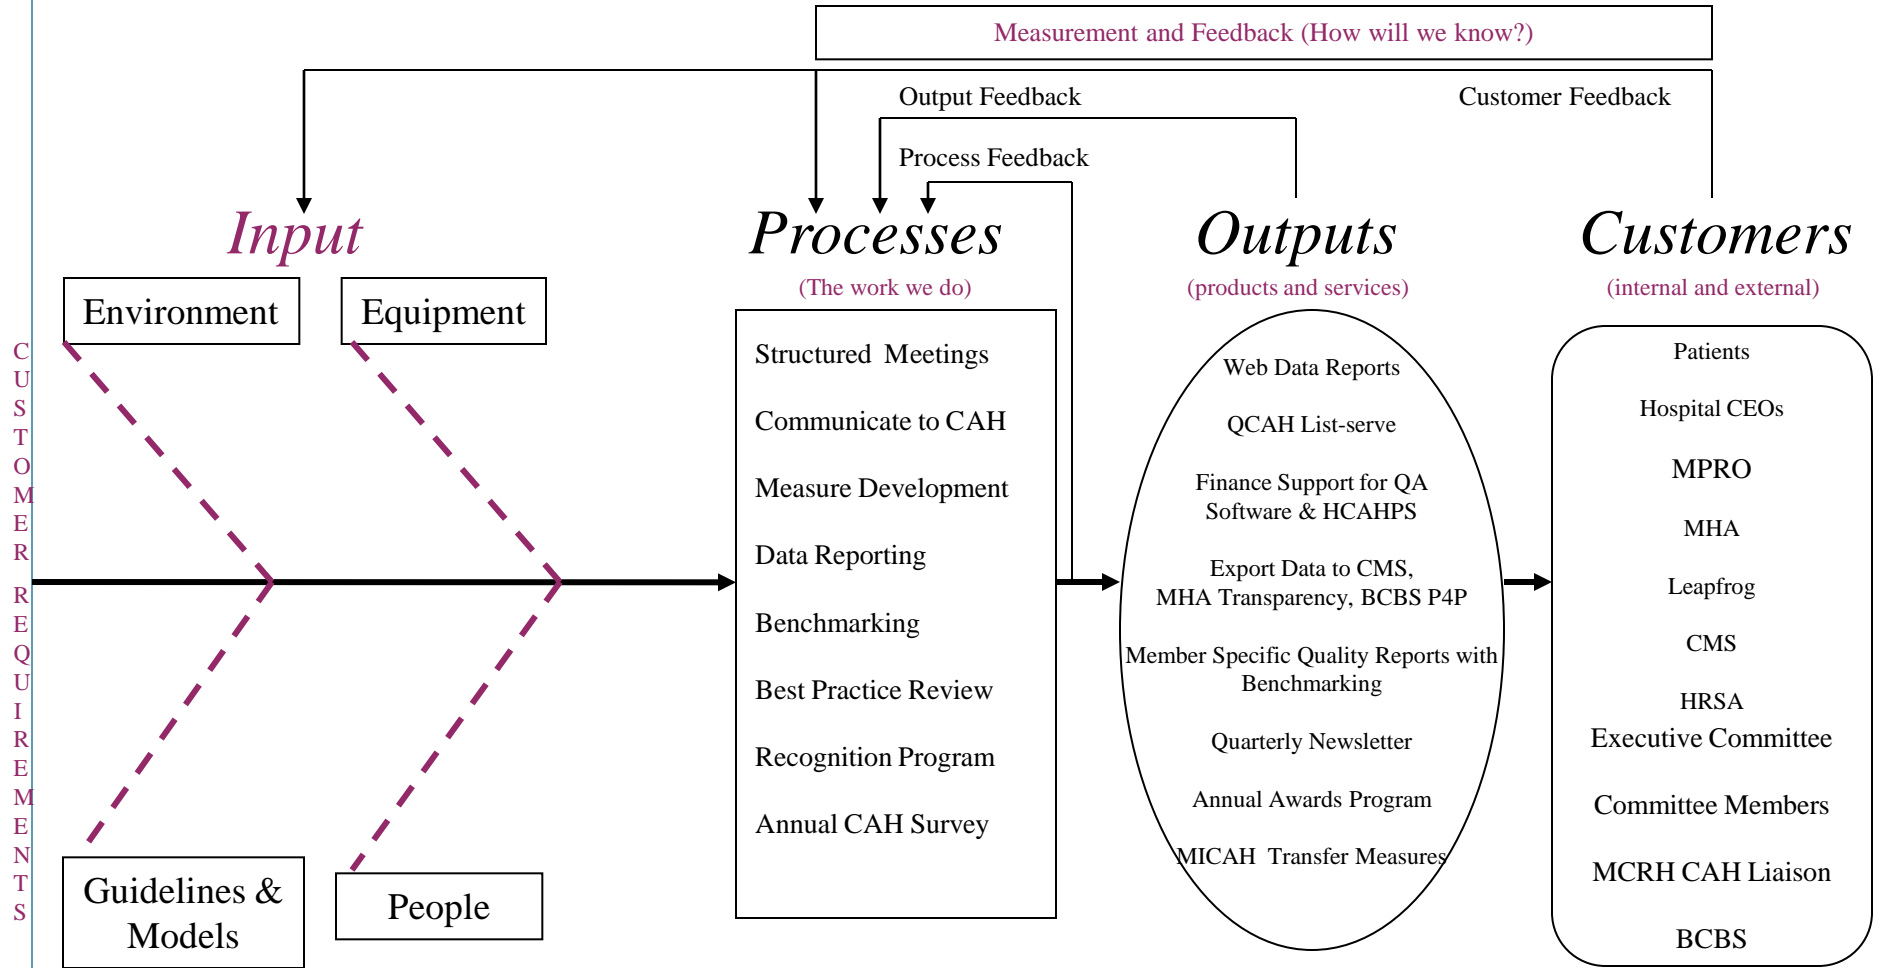 Measurement and Feedback (How will we know?)
Output Feedback
Customer Feedback
Process Feedback
Input
Processes
Outputs
Customers
(The work we do)
(products and services)
(internal and external)
CUSTOMER REQUIREMENTS
Environment
Equipment
Guidelines &
Models
People
Structured Meetings
Communicate to CAH
Measure Development
Data Reporting
Benchmarking
Best Practice Review
Recognition Program
Annual CAH Survey
Web Data Reports
QCAH List-serve
Finance Support for QA
Software & HCAHPS
Export Data to CMS,
MHA Transparency, BCBS P4P
Member Specific Quality Reports with
Benchmarking
Quarterly Newsletter
Annual Awards Program
MICAH Transfer Measures
Patients
Hospital CEOs
MPRO
MHA
Leapfrog
CMS
HRSA
Executive Committee
Committee Members
MCRH CAH Liaison
BCBS